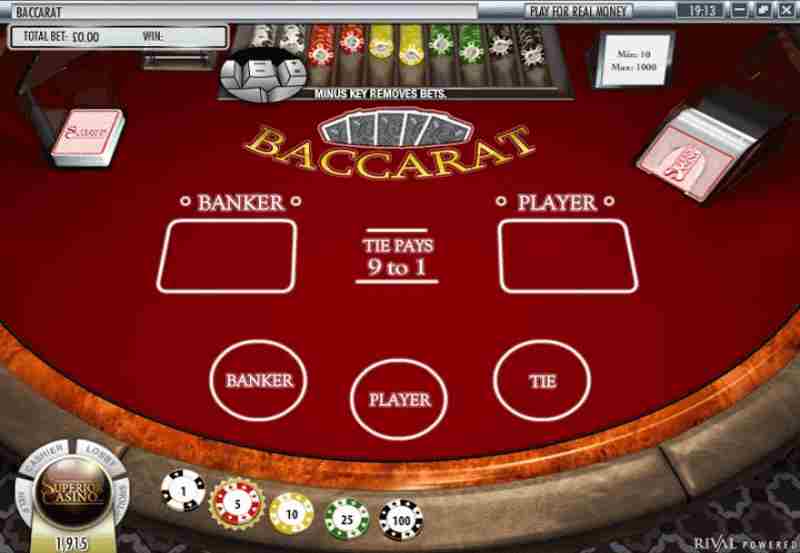 BACCARAT
PLAY FOR REAL MONEY
19:13
TOTAL BET: £0.00 WIN:
Min: 10
Max: 1000
MINUS KEY REMOVES BETS.
BACCARAT
BANKER
PLAYER
TIE PAYS
9 to 1
BANKER
PLAYER
TIE
CASHIER
LOBBY
HELP
SUPERIOR
CASINO
1,915
1
5
10
25
100
RIVAL POWERED